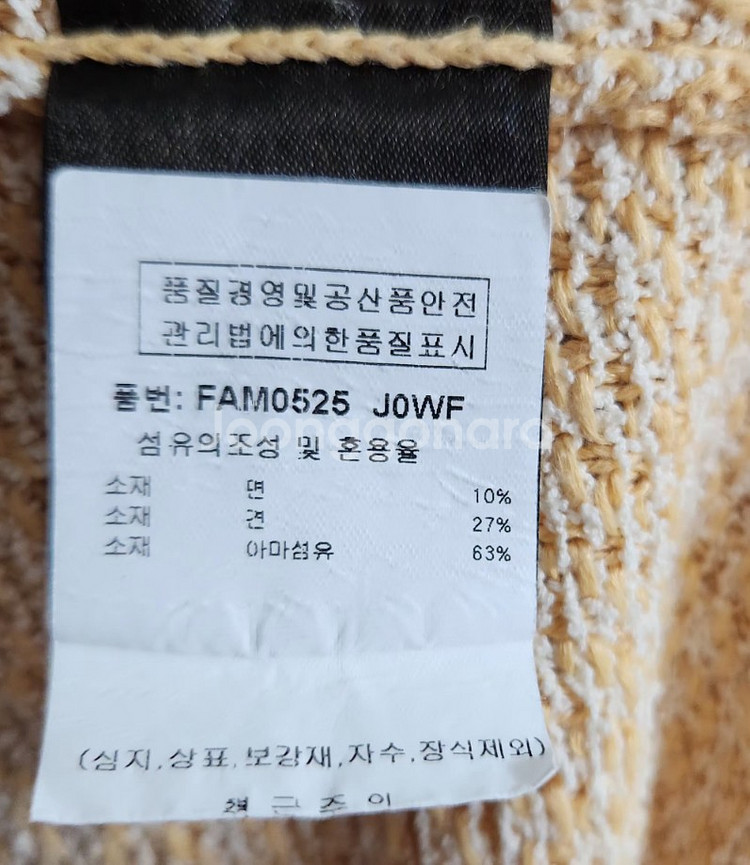 품질경영및공산품안전
관리법에의한품질표시
품번: FAM0525 J0WF
섬유의조성 및 혼용율
소재 면 10%
소재 견 27%
소재 아마섬유 63%
(심지,상표,보강재,자수,장식제외)